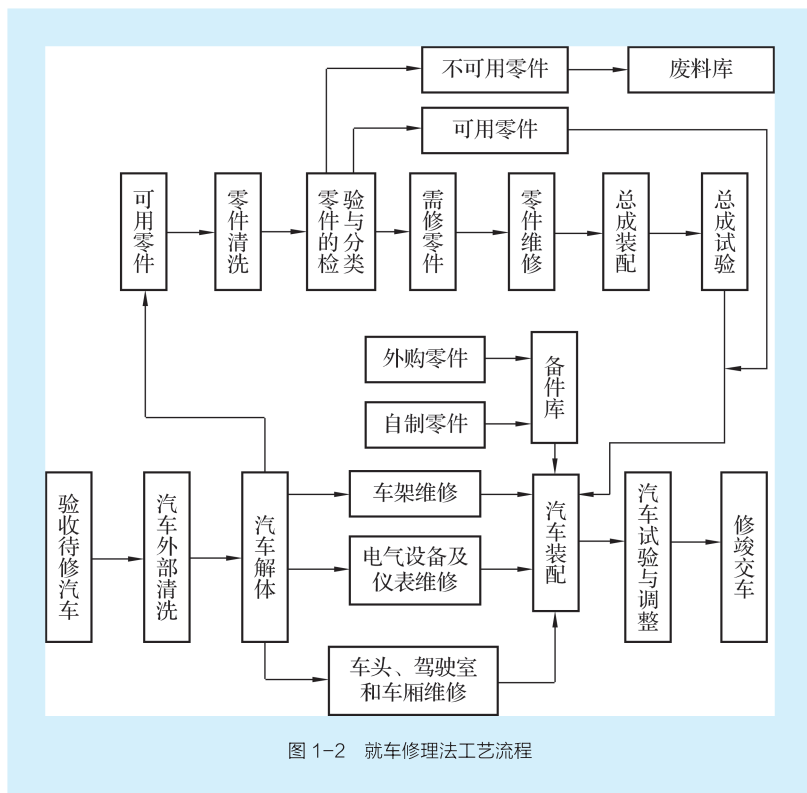 不可用零件
废料库
可用零件
可用零件
零件清洗
零件的检
验与分类
需修零件
零件维修
总成装配
总成试验
外购零件
自制零件
备件库
验收待修汽车
汽车外部清洗
汽车解体
车架维修
电气设备及
仪表维修
车头、驾驶室
和车厢维修
汽车装配
汽车试验与调整
修竣交车
图 1-2 就车修理法工艺流程